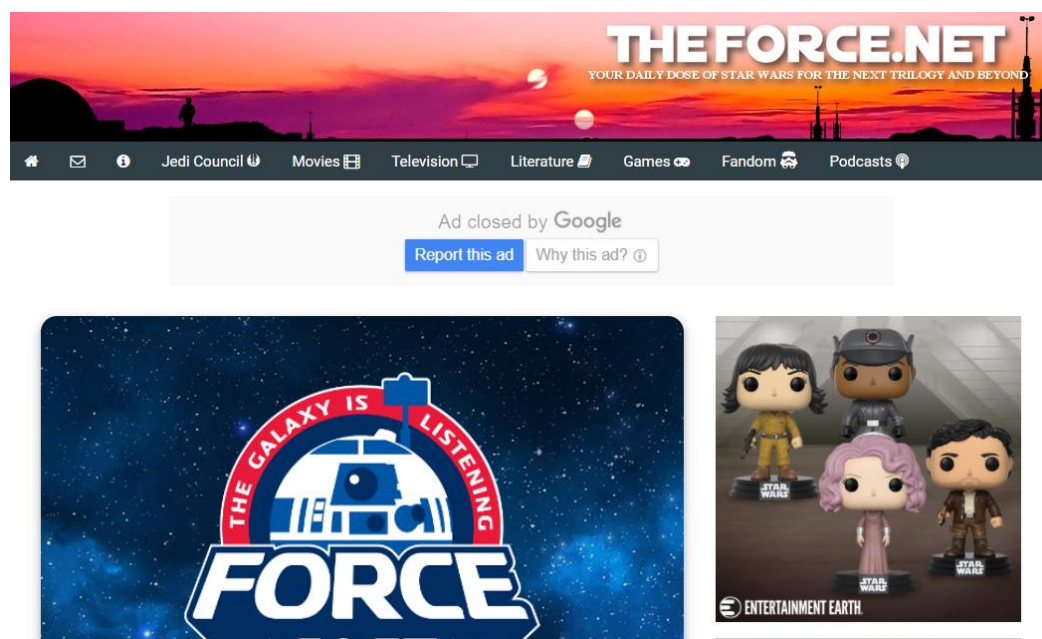 THEFORCE.NET
YOUR DAILY DOSE OF STAR WARS FOR THE NEXT TRILOGY AND BEYOND
Jedi Council Movies Television Literature Games Fandom Podcasts
Ad closed by Google
Report this ad Why this ad?
THE GALAXY IS LISTENING
FORCE
STAR WARS
STAR WARS
STAR WARS
ENTERTAINMENT EARTH